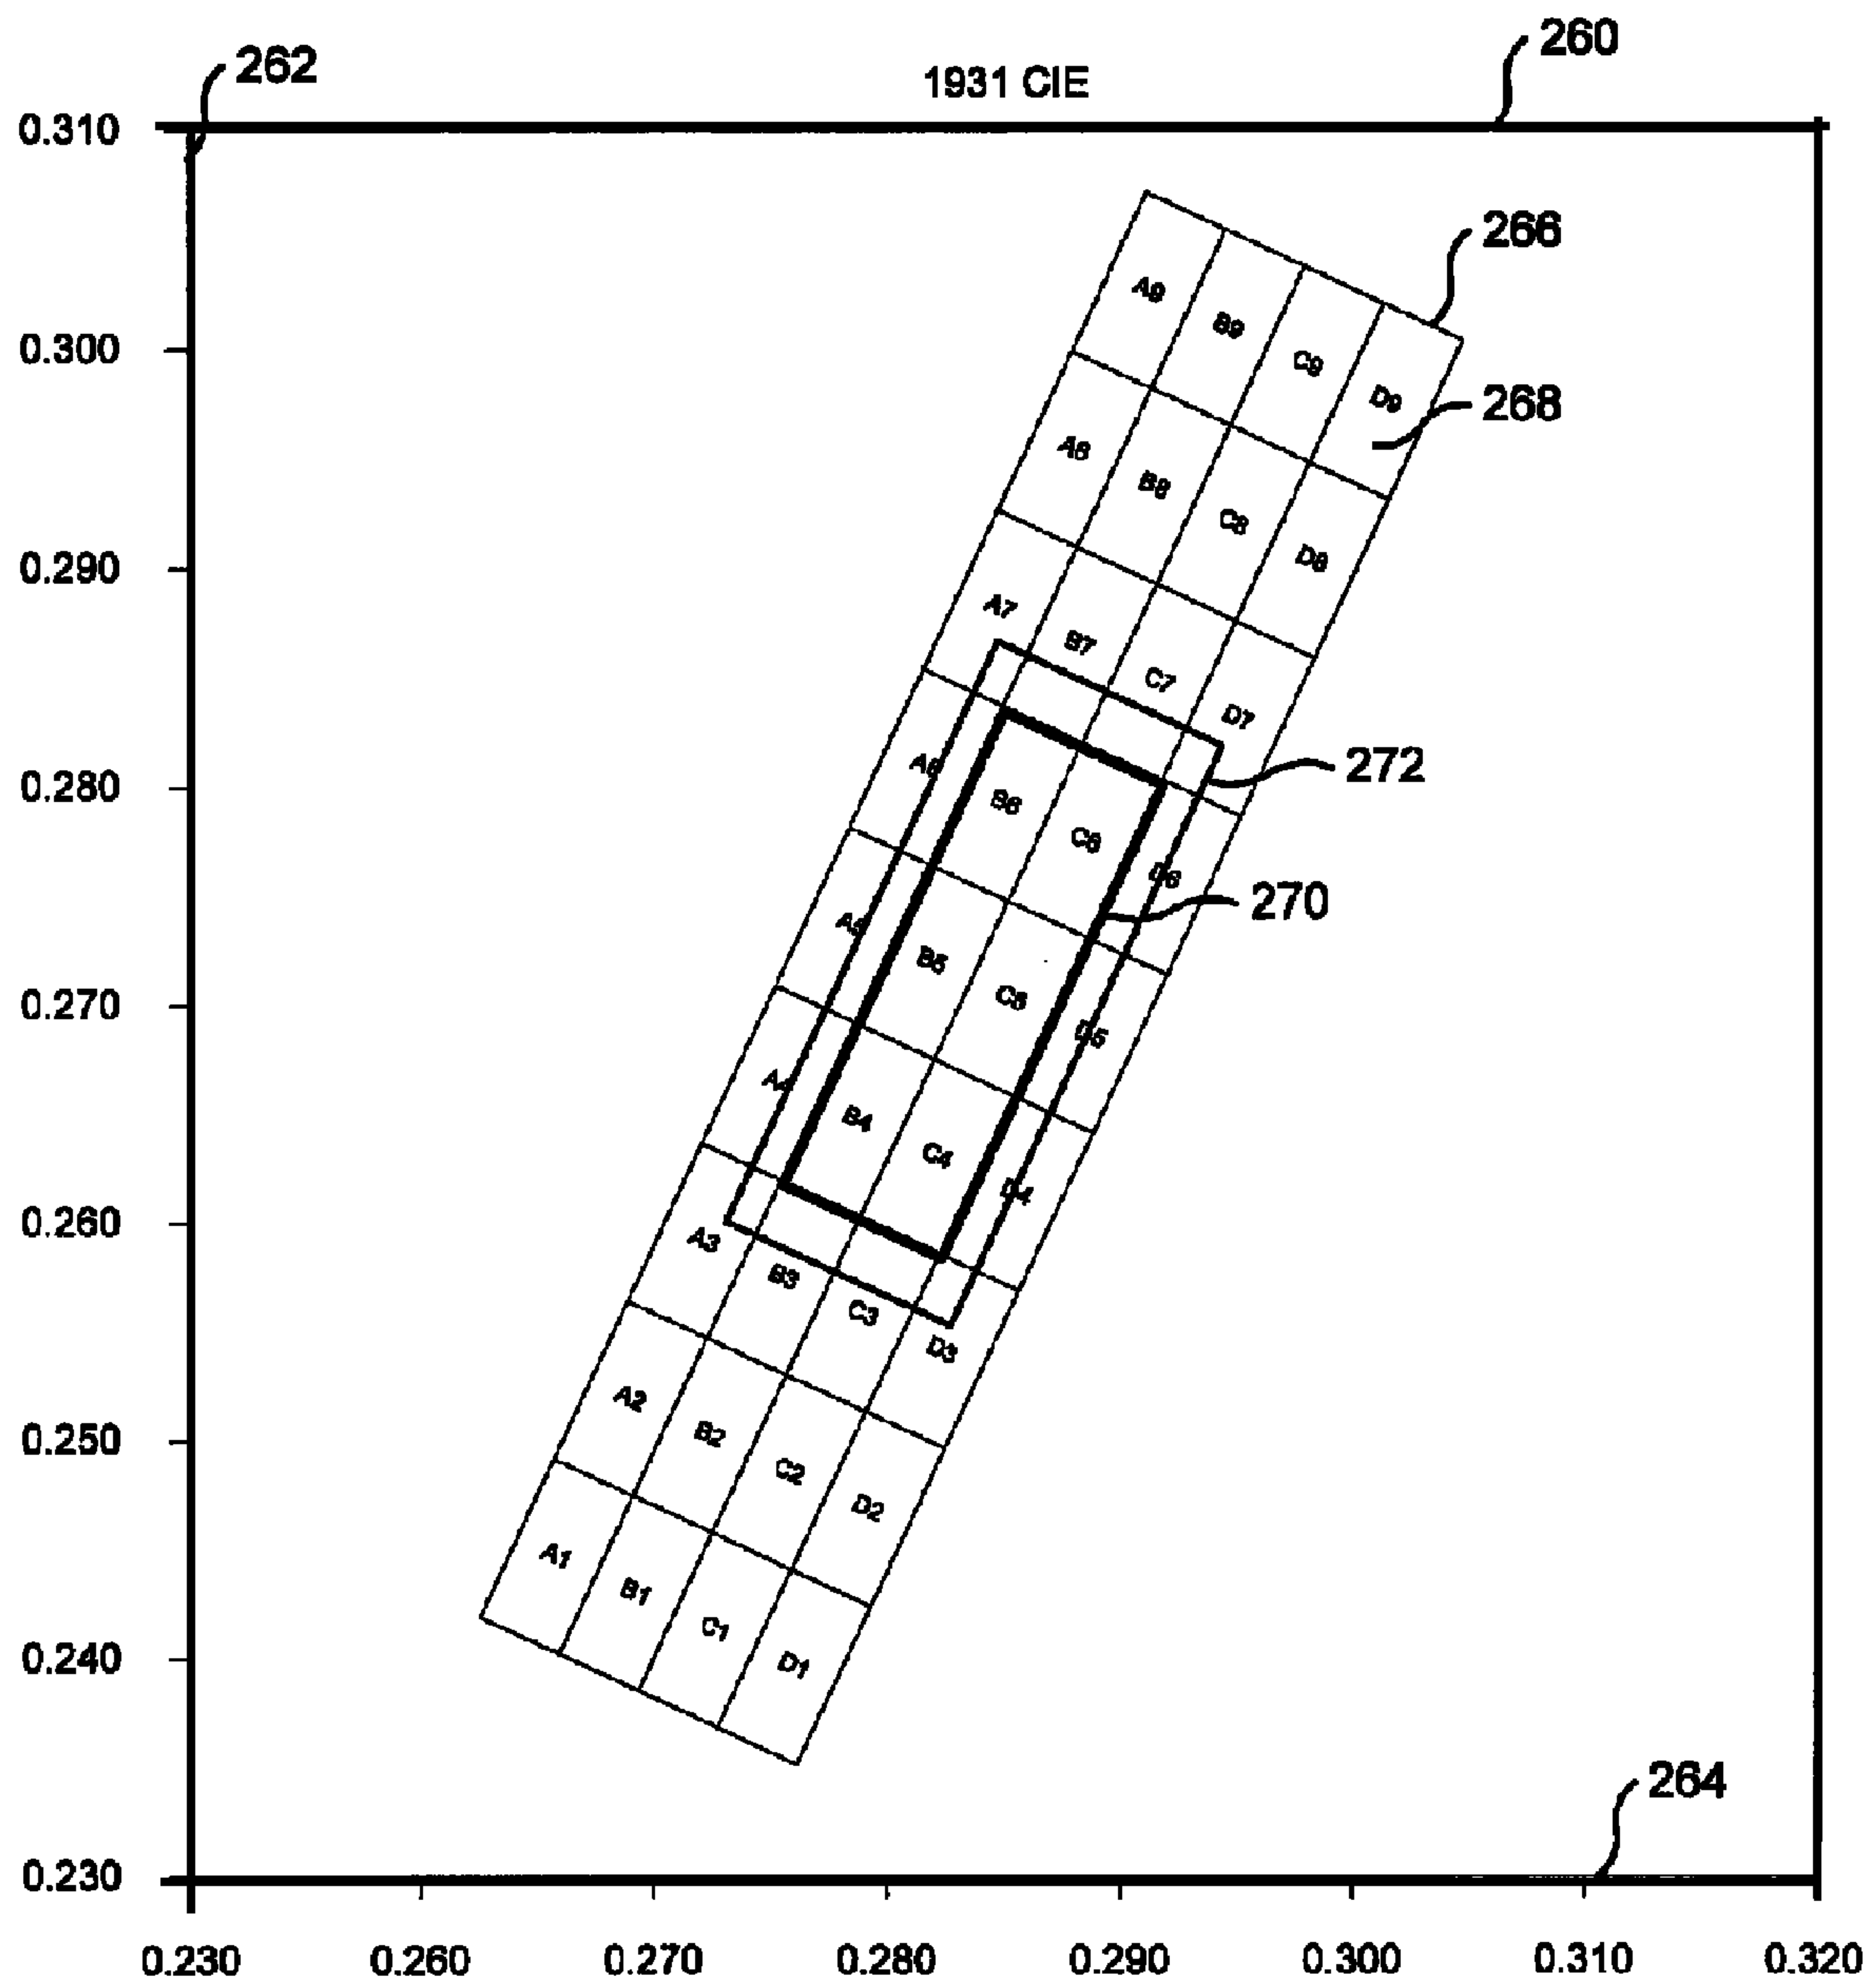 262
260
1931 CIE
0.310
266
A9
B9
0.300
C9
D9
268
A8
B8
C8
D8
0.290
A7
B7
C7
D7
A6
272
0.280
B6
C6
D6
270
A5
B5
C5
0.270
D5
A4
B4
C4
D4
0.260
A3
B3
C3
D3
A2
B2
0.250
C2
D2
A1
B1
C1
0.240
D1
264
0.230
0.230 0.260 0.270 0.280 0.290 0.300 0.310 0.320